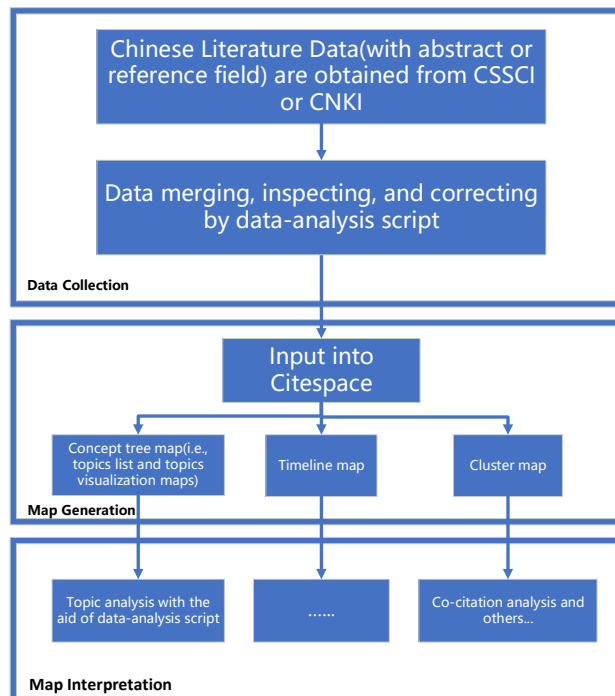 Chinese Literature Data(with abstract or
reference field) are obtained from CSSCI
or CNKI
Data merging, inspecting, and correcting
by data-analysis script
Data Collection
Input into
Citespace
Concept tree map(i.e.,
topics list and topics
visualization maps)
Timeline map
Cluster map
Map Generation
Topic analysis with the
aid of data-analysis script
......
Co-citation analysis and
others...
Map Interpretation